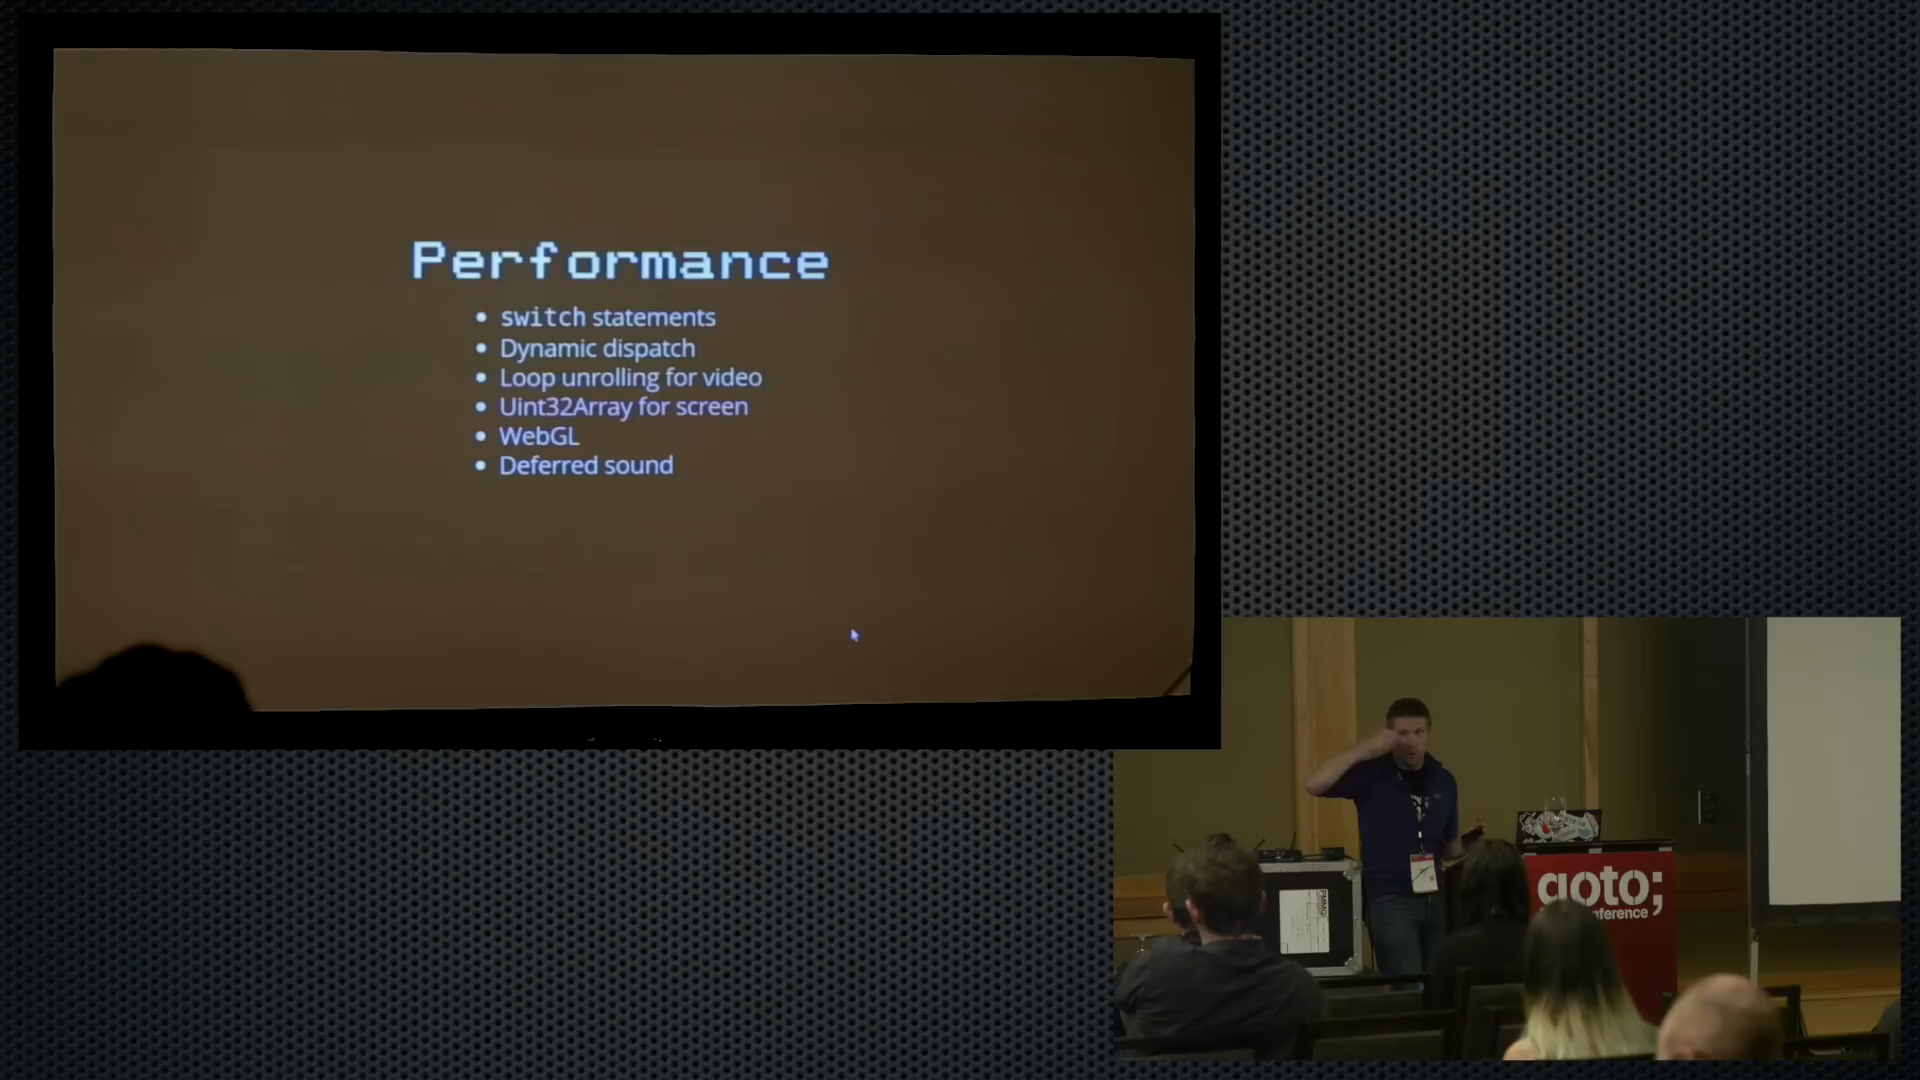 Performance
switch statements
Dynamic dispatch
Loop unrolling for video
Uint32Array for screen
WebGL
Deferred sound
goto;
nference